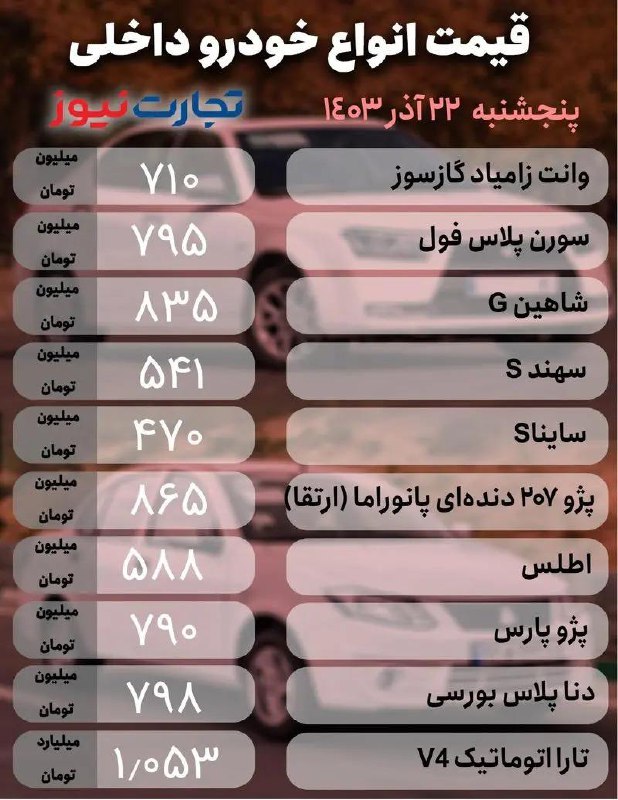 قیمت انواع خودرو داخلی
پنجشنبه ۲۲ آذر ۱۴۰۳
تجارت‌نیوز
وانت زامیاد گازسوز
۷۱۰
میلیون
تومان
سورن پلاس فول
۷۹۵
میلیون
تومان
شاهین G
۸۳۵
میلیون
تومان
سهند S
۵۴۱
میلیون
تومان
سایناS
۴۷۰
میلیون
تومان
پژو ۲۰۷ دنده‌ای پانوراما (ارتقا)
۸۶۵
میلیون
تومان
اطلس
۵۸۸
میلیون
تومان
پژو پارس
۷۹۰
میلیون
تومان
دنا پلاس بورسی
۷۹۸
میلیون
تومان
تارا اتوماتیک V4
۱٫۰۵۳
میلیارد
تومان